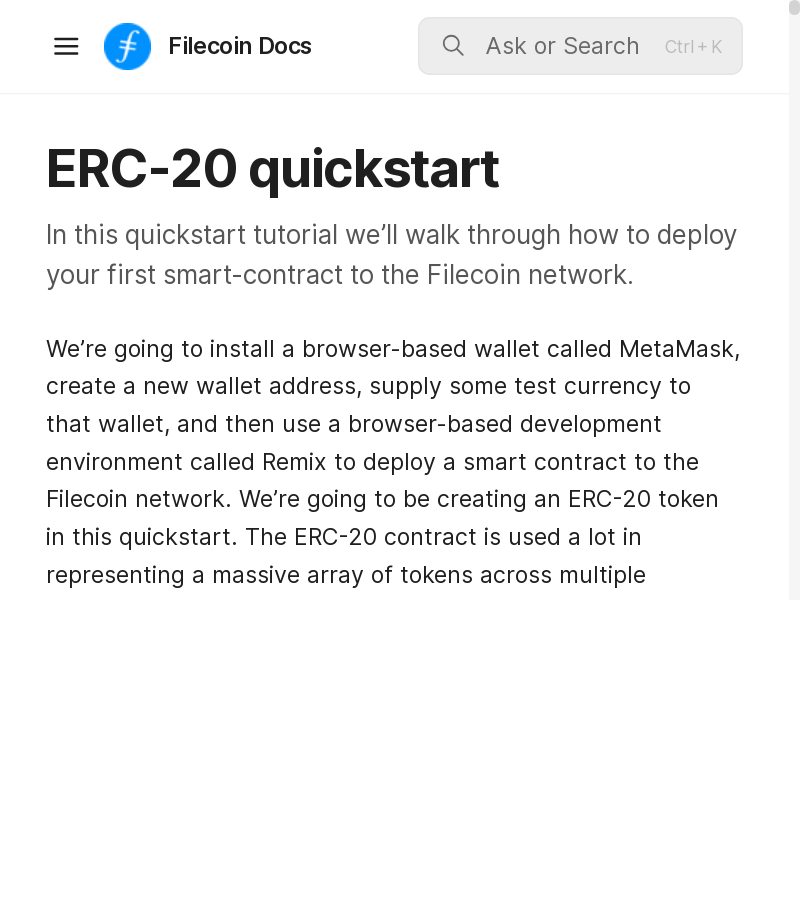 Filecoin Docs
Ask or Search Ctrl + K
ERC-20 quickstart
In this quickstart tutorial we’ll walk through how to deploy
your first smart-contract to the Filecoin network.
We’re going to install a browser-based wallet called MetaMask,
create a new wallet address, supply some test currency to
that wallet, and then use a browser-based development
environment called Remix to deploy a smart contract to the
Filecoin network. We’re going to be creating an ERC-20 token
in this quickstart. The ERC-20 contract is used a lot in
representing a massive array of tokens across multiple